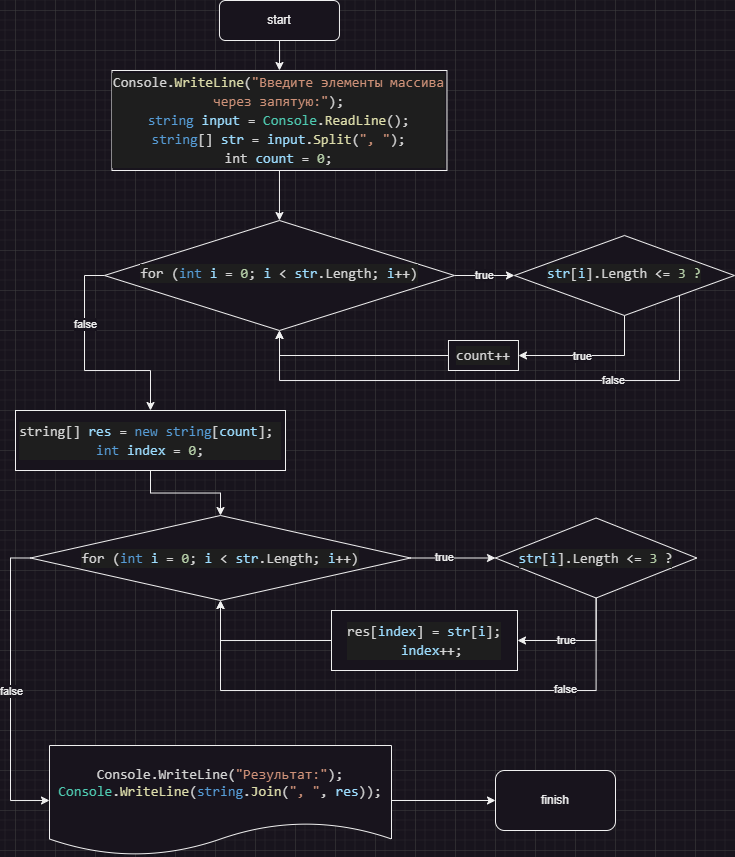 start
Console.WriteLine("Введите элементы массива
через запятую:");
string input = Console.ReadLine();
string[] str = input.Split(", ");
int count = 0;
for (int i = 0; i < str.Length; i++)
true
str[i].Length <= 3 ?
false
count++
true
false
string[] res = new string[count];
int index = 0;
for (int i = 0; i < str.Length; i++)
true
str[i].Length <= 3 ?
res[index] = str[i];
index++;
true
false
false
Console.WriteLine("Результат:");
Console.WriteLine(string.Join(", ", res));
finish